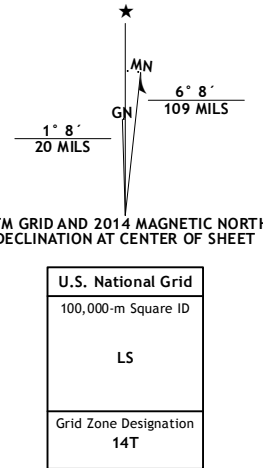 ★
MN
6° 8´
109 MILS
GN
1° 8´
20 MILS
TM GRID AND 2014 MAGNETIC NORTH
DECLINATION AT CENTER OF SHEET
U.S. National Grid
100,000-m Square ID
LS
Grid Zone Designation
14T